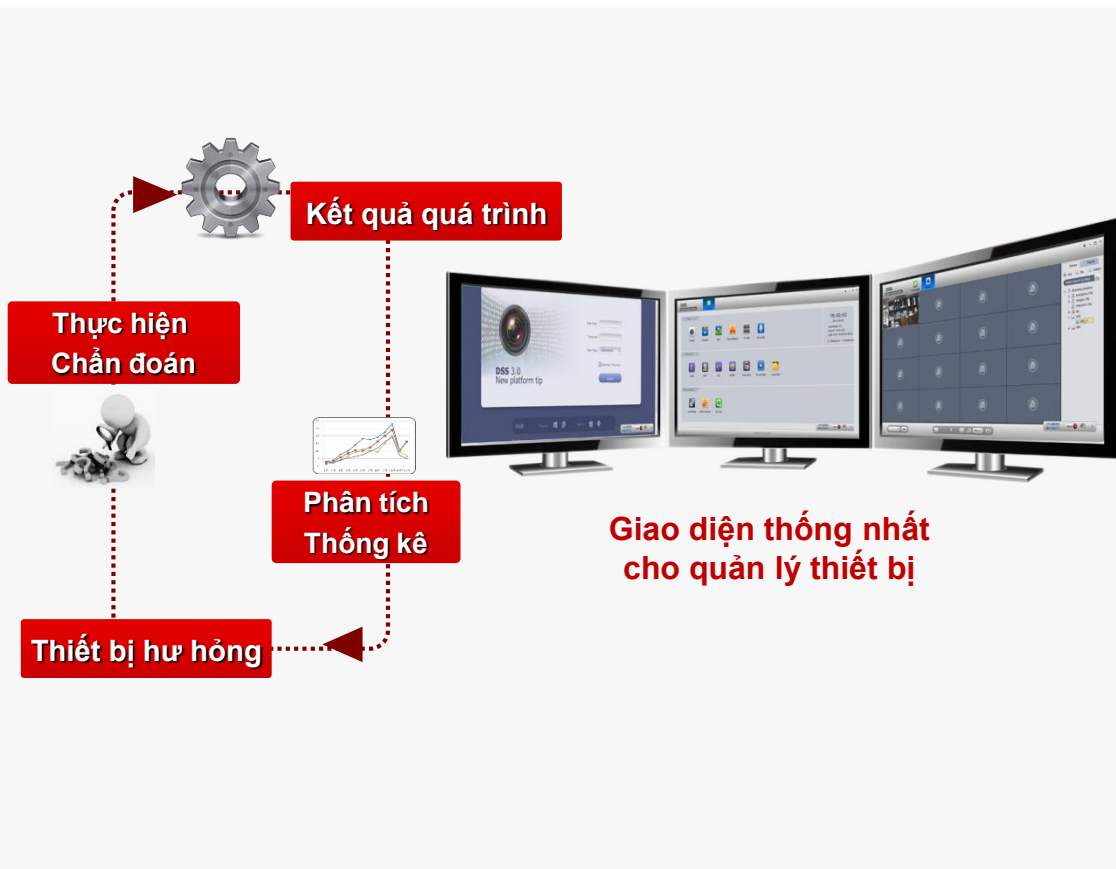 Kết quả quá trình
Thực hiện
Chẩn đoán
Phân tích
Thống kê
Thiết bị hư hỏng
DSS 3.0
New platform tip
Giao diện thống nhất
cho quản lý thiết bị